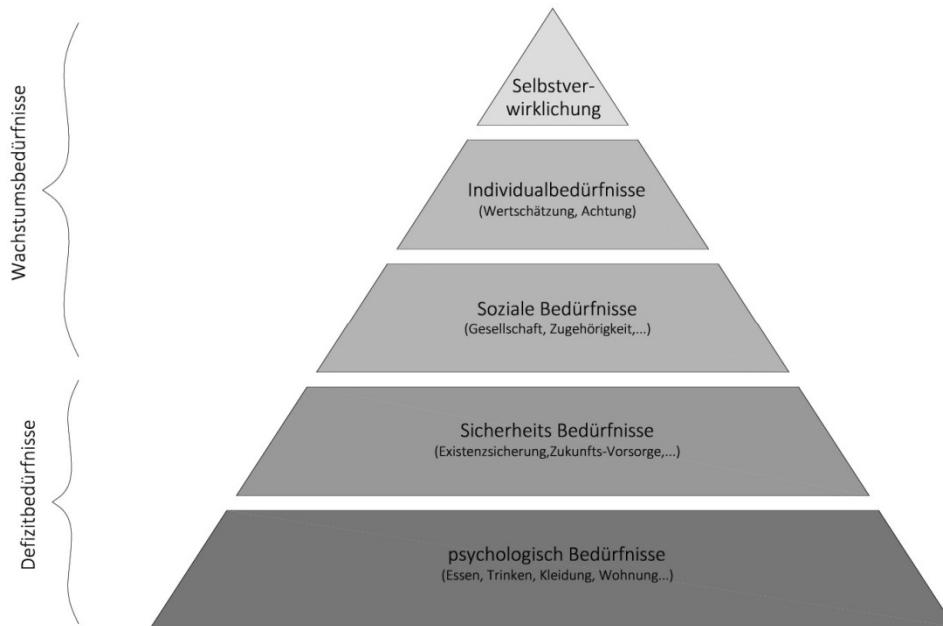 Selbstver-
wirklichung
Individualbedürfnisse
(Wertschätzung, Achtung)
Soziale Bedürfnisse
(Gesellschaft, Zugehörigkeit,...)
Sicherheits Bedürfnisse
(Existenzsicherung,Zukunfts-Vorsorge,...)
psychologisch Bedürfnisse
(Essen, Trinken, Kleidung, Wohnung...)
Wachstumsbedürfnisse
Defizitbedürfnisse